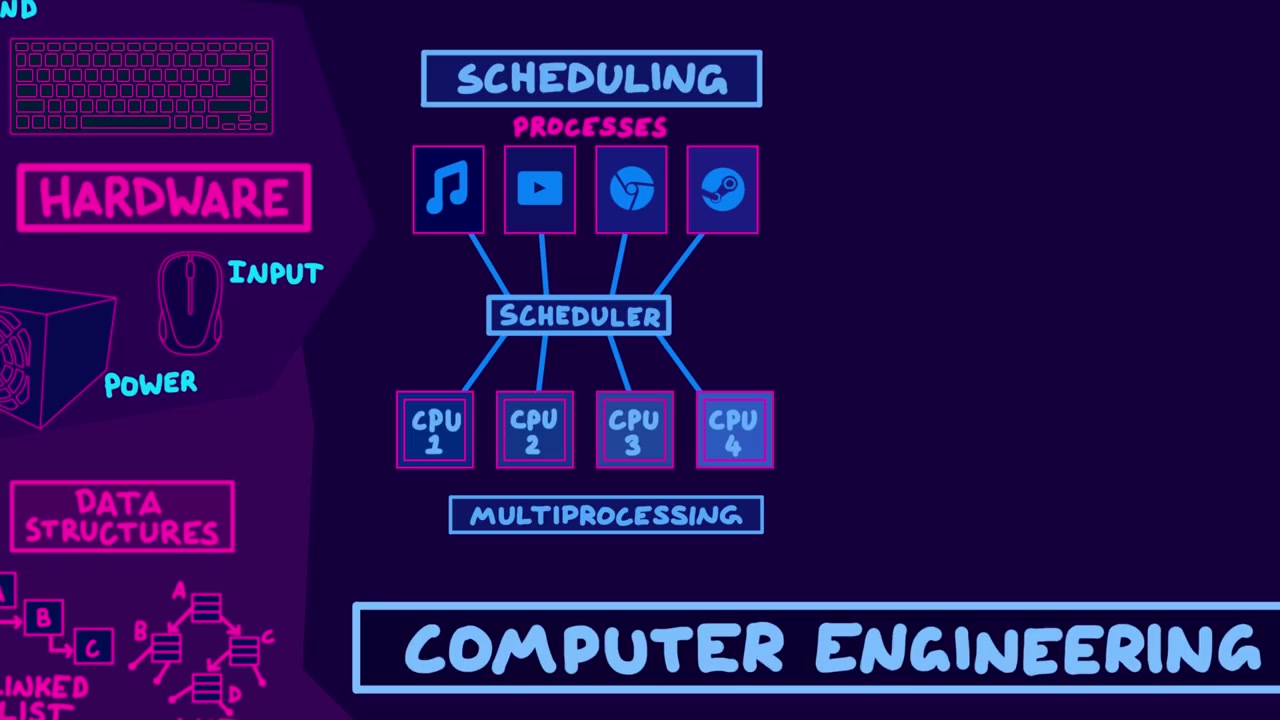 ND
HARDWARE
INPUT
POWER
DATA
STRUCTURES
A
B
C
A
B
C
D
LINKED
LIST
SCHEDULING
PROCESSES
SCHEDULER
CPU
1
CPU
2
CPU
3
CPU
4
MULTIPROCESSING
COMPUTER ENGINEERING